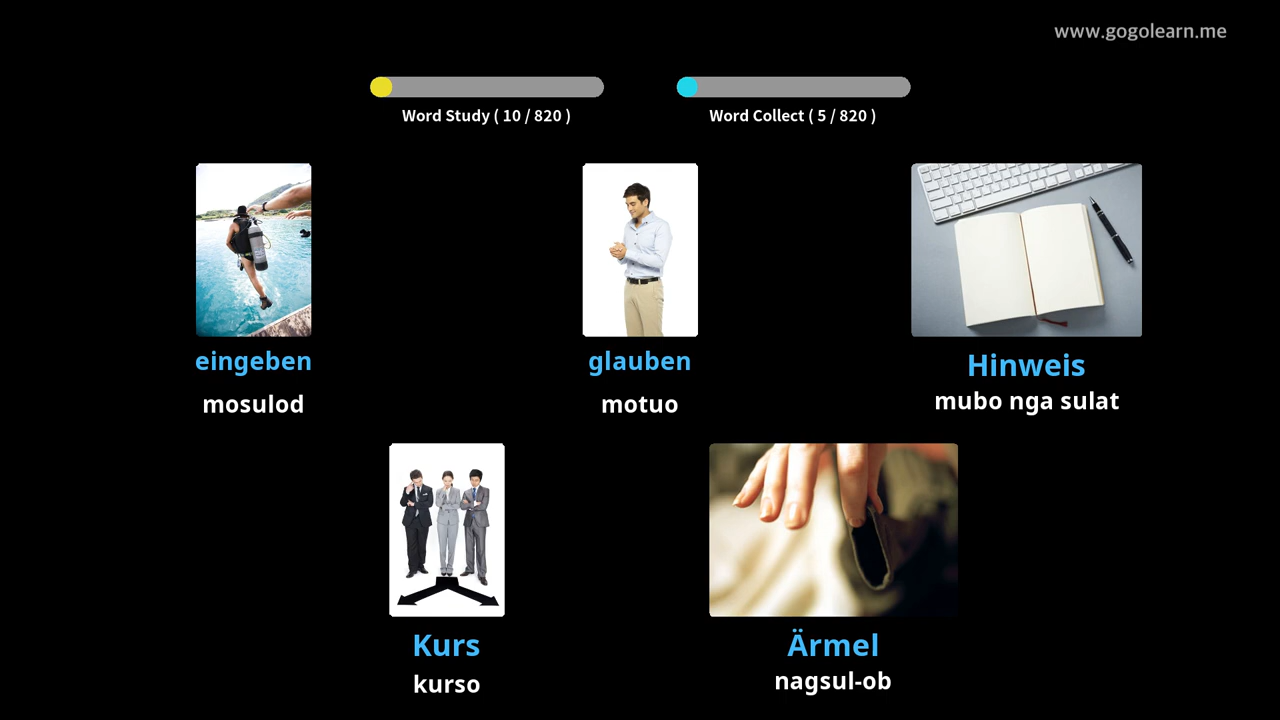 www.gogolearn.me
Word Study ( 10 / 820 )
Word Collect ( 5 / 820 )
eingeben
mosulod
glauben
motuo
Hinweis
mubo nga sulat
Kurs
kurso
Ärmel
nagsul-ob